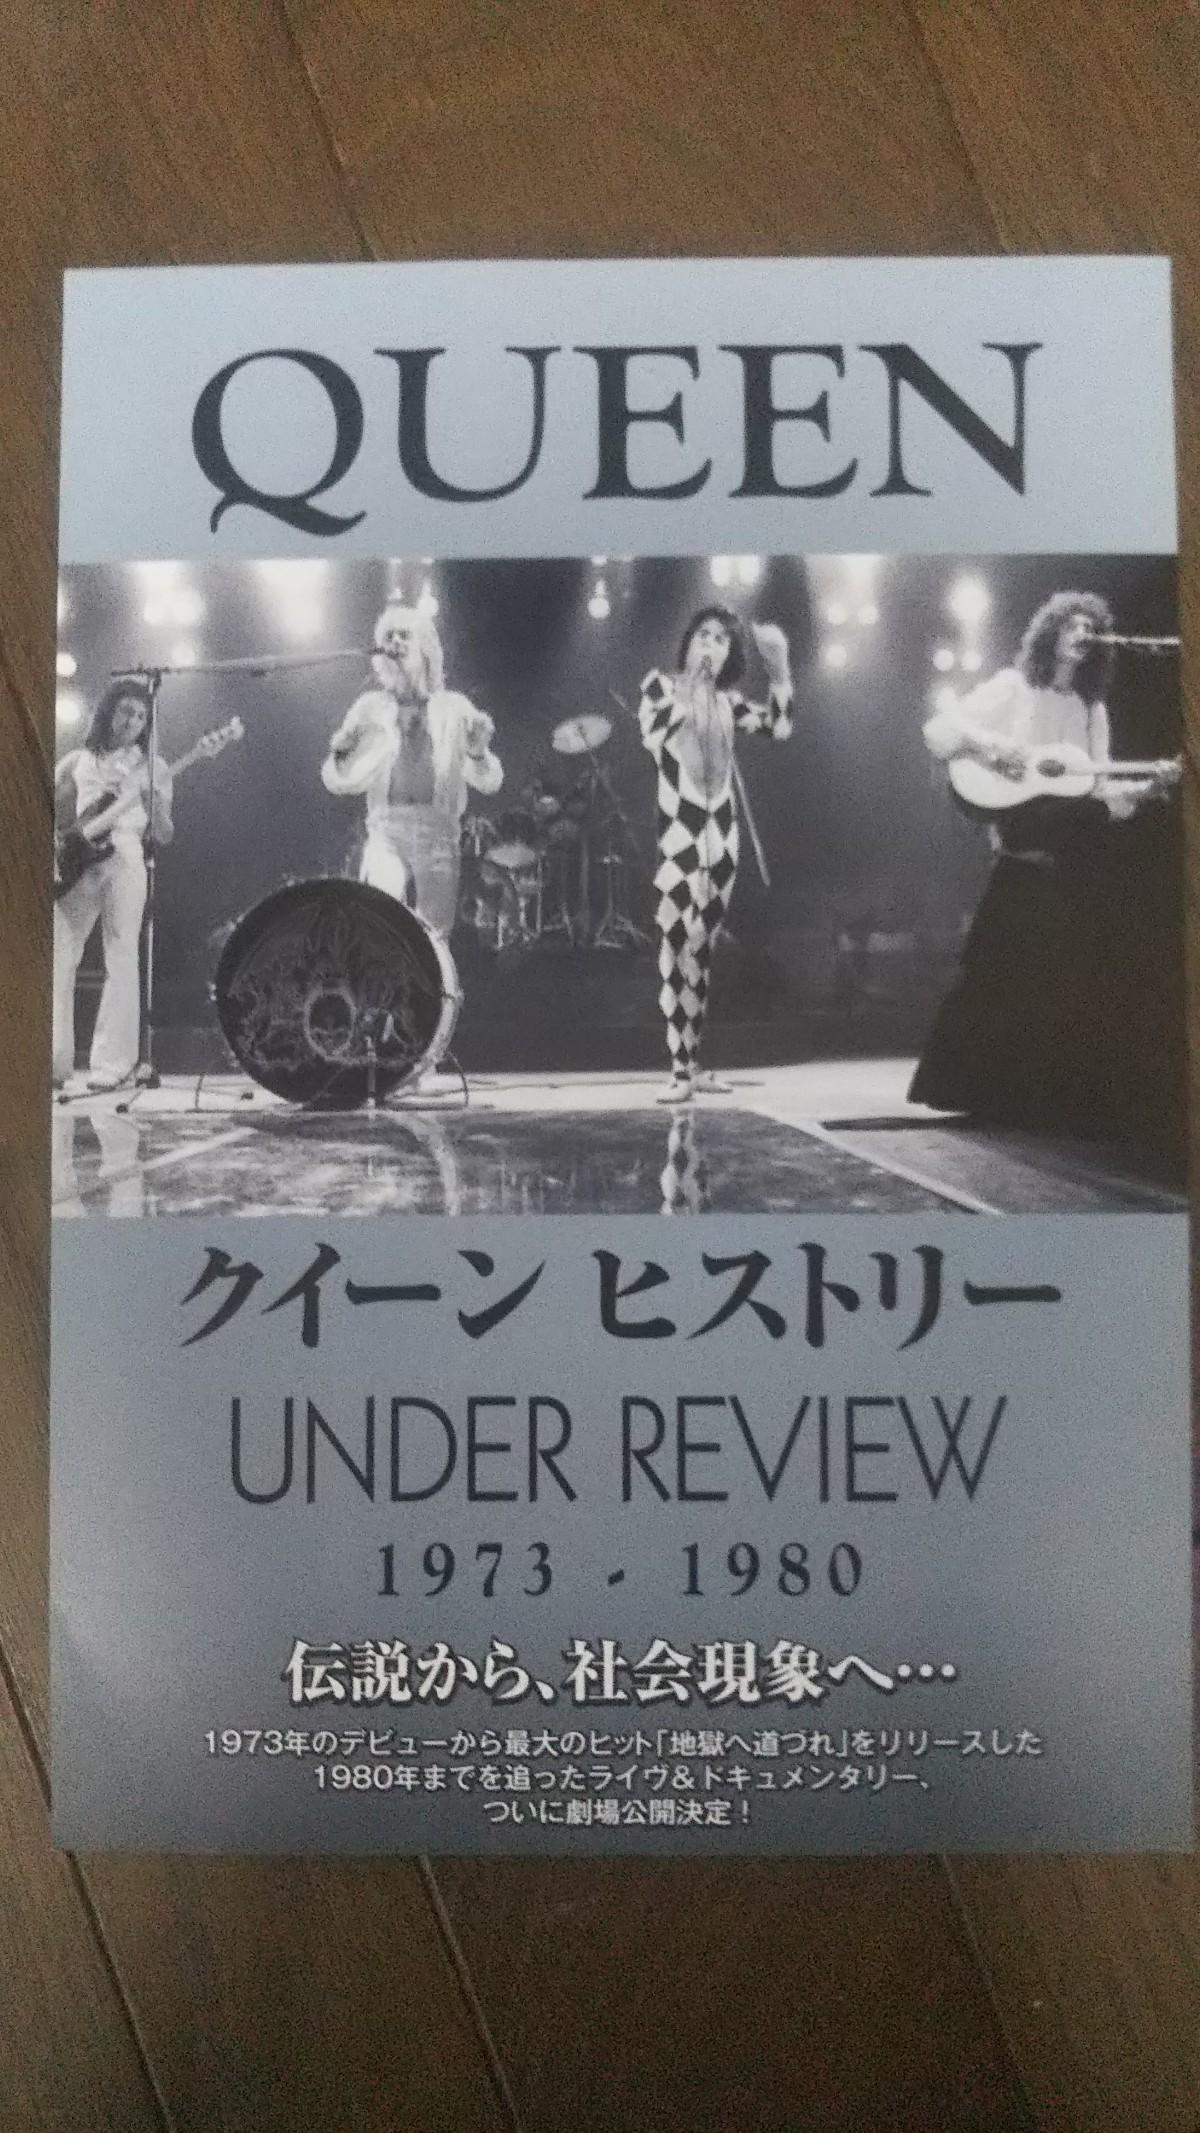 QUEEN
クイーン ヒストリー
UNDER REVIEW
1973 - 1980
伝説から、社会現象へ…
1973年のデビューから最大のヒット「地獄へ道づれ」をリリースした
1980年までを追ったライヴ&ドキュメンタリー、
ついに劇場公開決定!